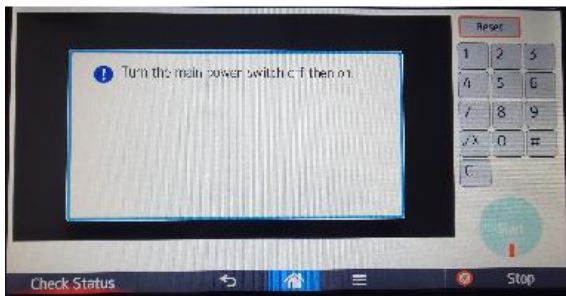 Reset
Turn the main power switch off then on.
1 2 3
4 5 6
7 8 9
./* 0 #
C
Start
Check Status
Stop